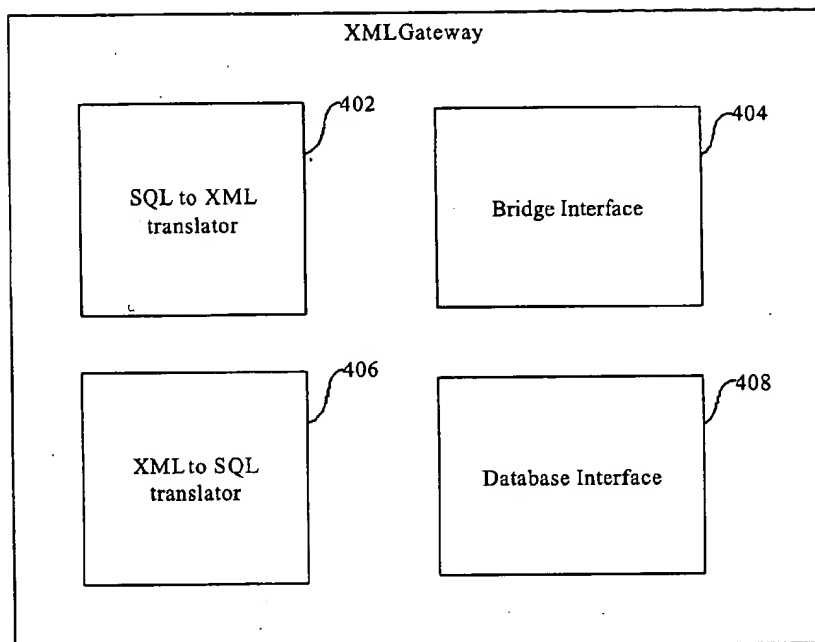 XMLGateway
402
SQL to XML
translator
404
Bridge Interface
406
XML to SQL
translator
408
Database Interface